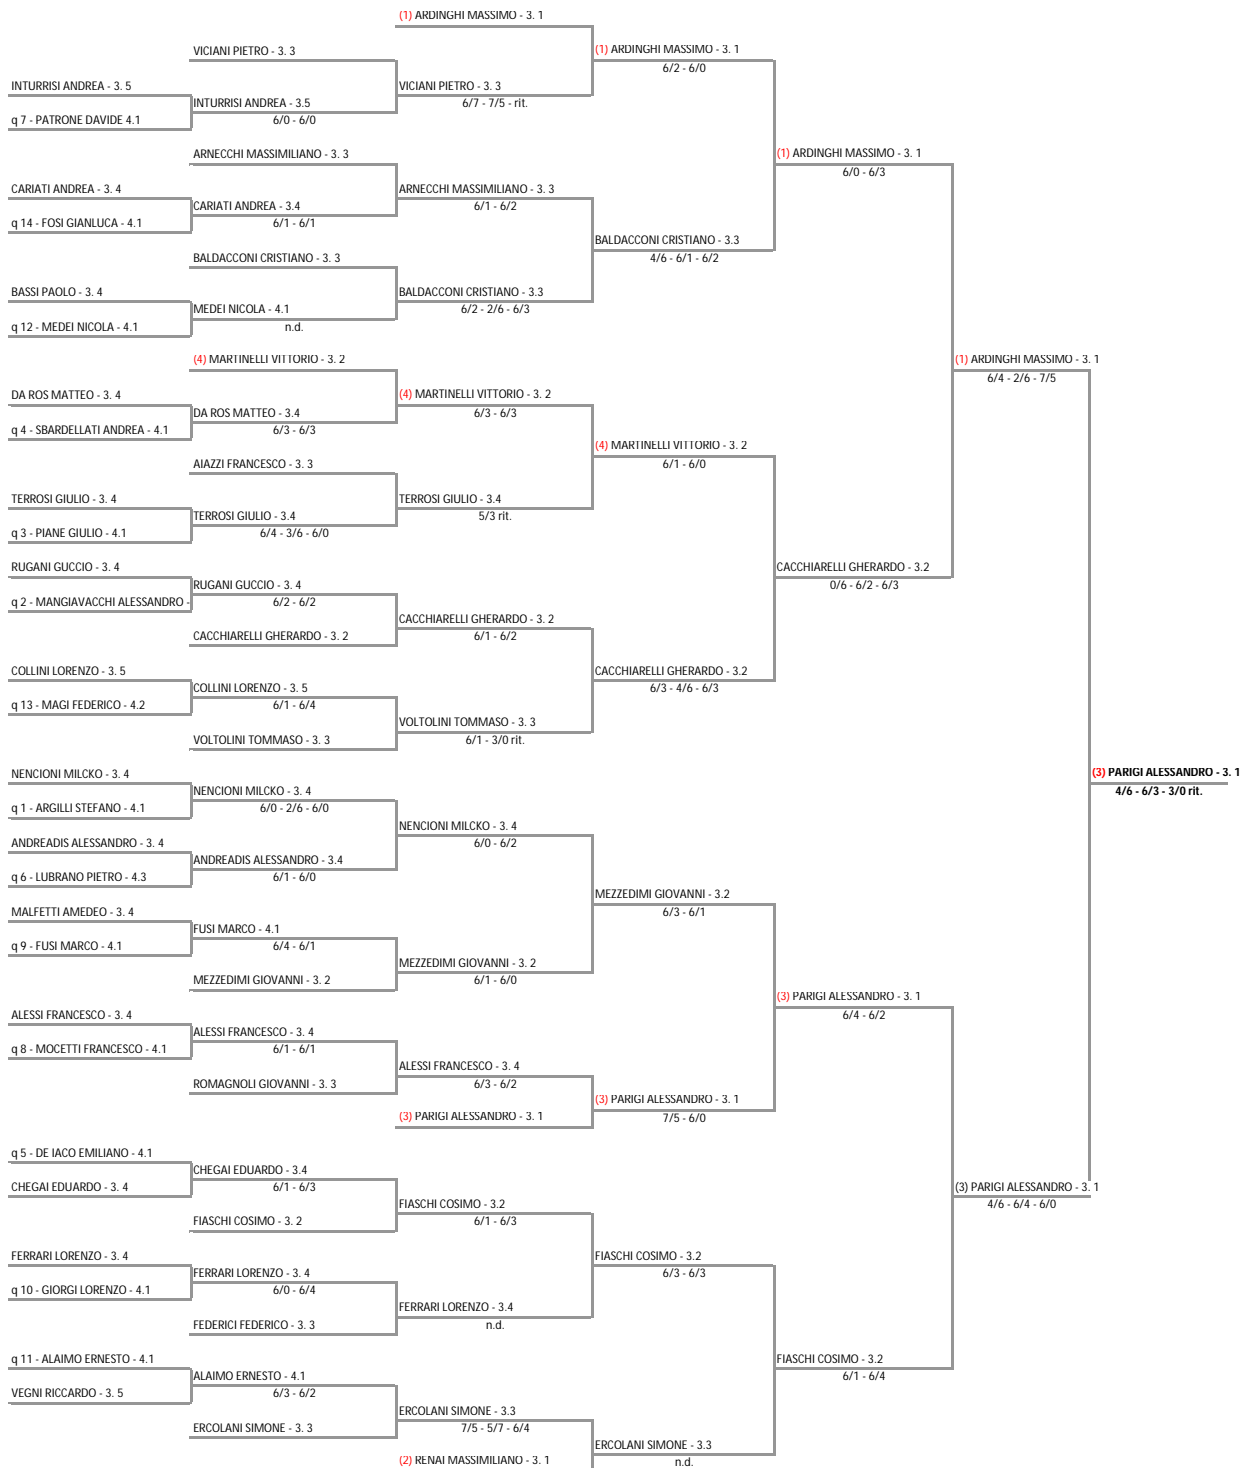 (1) ARDINGHI MASSIMO - 3. 1
VICIANI PIETRO - 3. 3
(1) ARDINGHI MASSIMO - 3. 1
6/2 - 6/0
INTURRISI ANDREA - 3. 5
VICIANI PIETRO - 3. 3
6/7 - 7/5 - rit.
INTURRISI ANDREA - 3.5
6/0 - 6/0
q 7 - PATRONE DAVIDE 4.1
ARNECCHI MASSIMILIANO - 3. 3
(1) ARDINGHI MASSIMO - 3. 1
6/0 - 6/3
CARIATI ANDREA - 3. 4
ARNECCHI MASSIMILIANO - 3. 3
6/1 - 6/2
CARIATI ANDREA - 3.4
6/1 - 6/1
q 14 - FOSI GIANLUCA - 4.1
BALDACCONI CRISTIANO - 3.3
4/6 - 6/1 - 6/2
BALDACCONI CRISTIANO - 3. 3
BASSI PAOLO - 3. 4
BALDACCONI CRISTIANO - 3.3
6/2 - 2/6 - 6/3
MEDEI NICOLA - 4.1
n.d.
q 12 - MEDEI NICOLA - 4.1
(4) MARTINELLI VITTORIO - 3. 2
(1) ARDINGHI MASSIMO - 3. 1
6/4 - 2/6 - 7/5
DA ROS MATTEO - 3. 4
(4) MARTINELLI VITTORIO - 3. 2
6/3 - 6/3
DA ROS MATTEO - 3.4
6/3 - 6/3
q 4 - SBARDELLATI ANDREA - 4.1
(4) MARTINELLI VITTORIO - 3. 2
6/1 - 6/0
AIAZZI FRANCESCO - 3. 3
TERROSI GIULIO - 3. 4
TERROSI GIULIO - 3.4
5/3 rit.
TERROSI GIULIO - 3.4
6/4 - 3/6 - 6/0
q 3 - PIANE GIULIO - 4.1
RUGANI GUCCIO - 3. 4
CACCHIARELLI GHERARDO - 3.2
0/6 - 6/2 - 6/3
RUGANI GUCCIO - 3. 4
6/2 - 6/2
q 2 - MANGIAVACCHI ALESSANDRO -
CACCHIARELLI GHERARDO - 3. 2
6/1 - 6/2
CACCHIARELLI GHERARDO - 3. 2
COLLINI LORENZO - 3. 5
CACCHIARELLI GHERARDO - 3.2
6/3 - 4/6 - 6/3
COLLINI LORENZO - 3. 5
6/1 - 6/4
q 13 - MAGI FEDERICO - 4.2
VOLTOLINI TOMMASO - 3. 3
6/1 - 3/0 rit.
VOLTOLINI TOMMASO - 3. 3
NENCIONI MILCKO - 3. 4
(3) PARIGI ALESSANDRO - 3. 1
4/6 - 6/3 - 3/0 rit.
NENCIONI MILCKO - 3. 4
6/0 - 2/6 - 6/0
q 1 - ARGILLI STEFANO - 4.1
NENCIONI MILCKO - 3. 4
6/0 - 6/2
ANDREADIS ALESSANDRO - 3. 4
ANDREADIS ALESSANDRO - 3.4
6/1 - 6/0
q 6 - LUBRANO PIETRO - 4.3
MEZZEDIMI GIOVANNI - 3.2
6/3 - 6/1
MALFETTI AMEDEO - 3. 4
FUSI MARCO - 4.1
6/4 - 6/1
q 9 - FUSI MARCO - 4.1
MEZZEDIMI GIOVANNI - 3. 2
6/1 - 6/0
MEZZEDIMI GIOVANNI - 3. 2
(3) PARIGI ALESSANDRO - 3. 1
6/4 - 6/2
ALESSI FRANCESCO - 3. 4
ALESSI FRANCESCO - 3. 4
6/1 - 6/1
q 8 - MOCETTI FRANCESCO - 4.1
ALESSI FRANCESCO - 3. 4
6/3 - 6/2
ROMAGNOLI GIOVANNI - 3. 3
(3) PARIGI ALESSANDRO - 3. 1
7/5 - 6/0
(3) PARIGI ALESSANDRO - 3. 1
q 5 - DE IACO EMILIANO - 4.1
CHEGAI EDUARDO - 3.4
6/1 - 6/3
CHEGAI EDUARDO - 3. 4
(3) PARIGI ALESSANDRO - 3. 1
4/6 - 6/4 - 6/0
FIASCHI COSIMO - 3.2
6/1 - 6/3
FIASCHI COSIMO - 3. 2
FERRARI LORENZO - 3. 4
FIASCHI COSIMO - 3.2
6/3 - 6/3
FERRARI LORENZO - 3. 4
6/0 - 6/4
q 10 - GIORGI LORENZO - 4.1
FERRARI LORENZO - 3.4
n.d.
FEDERICI FEDERICO - 3. 3
q 11 - ALAIMO ERNESTO - 4.1
FIASCHI COSIMO - 3.2
6/1 - 6/4
ALAIMO ERNESTO - 4.1
6/3 - 6/2
VEGNI RICCARDO - 3. 5
ERCOLANI SIMONE - 3.3
7/5 - 5/7 - 6/4
ERCOLANI SIMONE - 3. 3
ERCOLANI SIMONE - 3.3
n.d.
(2) RENAI MASSIMILIANO - 3. 1